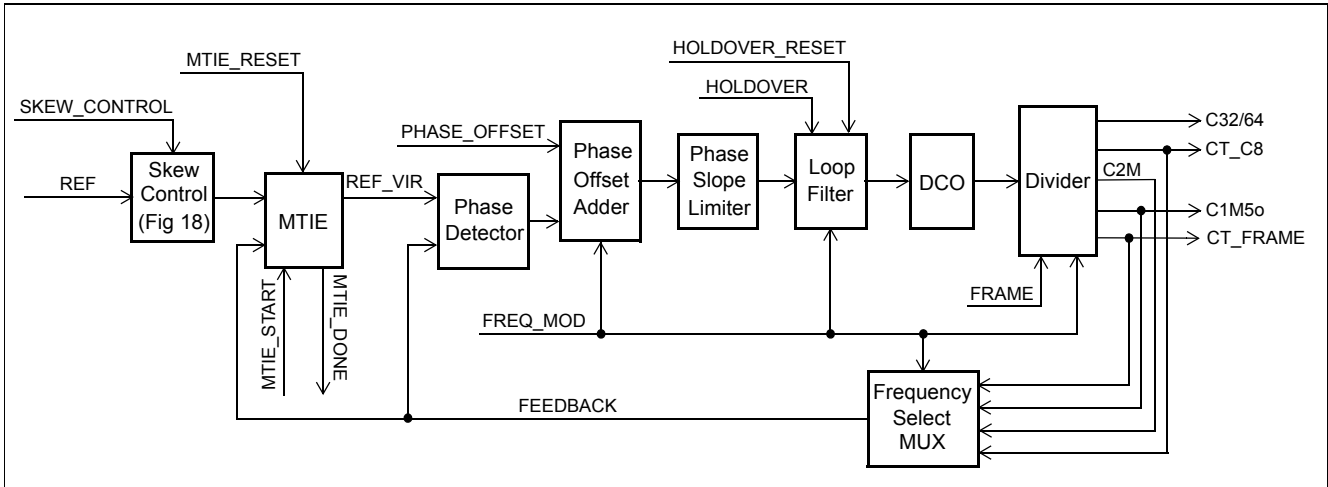 MTIE_RESET
HOLDOVER_RESET
HOLDOVER
SKEW_CONTROL
PHASE_OFFSET
REF
Skew
Control
(Fig 18)
MTIE
REF_VIR
Phase
Detector
Phase
Offset
Adder
Phase
Slope
Limiter
Loop
Filter
DCO
Divider
C32/64
CT_C8
C2M
C1M5o
CT_FRAME
MTIE_START
MTIE_DONE
FRAME
FREQ_MOD
FEEDBACK
Frequency
Select
MUX